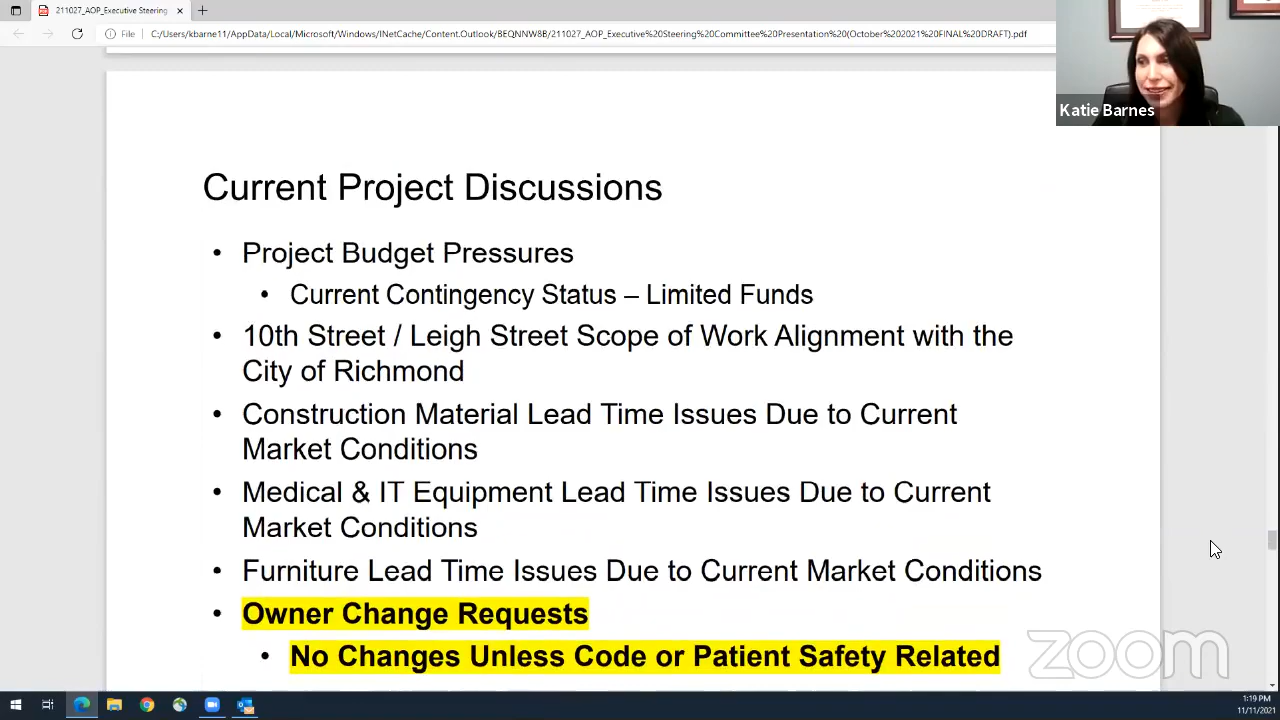 211027_AOP_Executive Steering
File
C:/Users/kbarne11/AppData/Local/Microsoft/Windows/INetCache/Content.Outlook/BEQNNW8B/211027_AOP_Executive%20Steering%20Committee%20Presentation%20(October%202021%20FINAL%20DRAFT).pdf
Katie Barnes
Current Project Discussions
• Project Budget Pressures
• Current Contingency Status – Limited Funds
• 10th Street / Leigh Street Scope of Work Alignment with the
City of Richmond
• Construction Material Lead Time Issues Due to Current
Market Conditions
• Medical & IT Equipment Lead Time Issues Due to Current
Market Conditions
• Furniture Lead Time Issues Due to Current Market Conditions
• Owner Change Requests
• No Changes Unless Code or Patient Safety Related
zoom
1:19 PM
11/11/2021